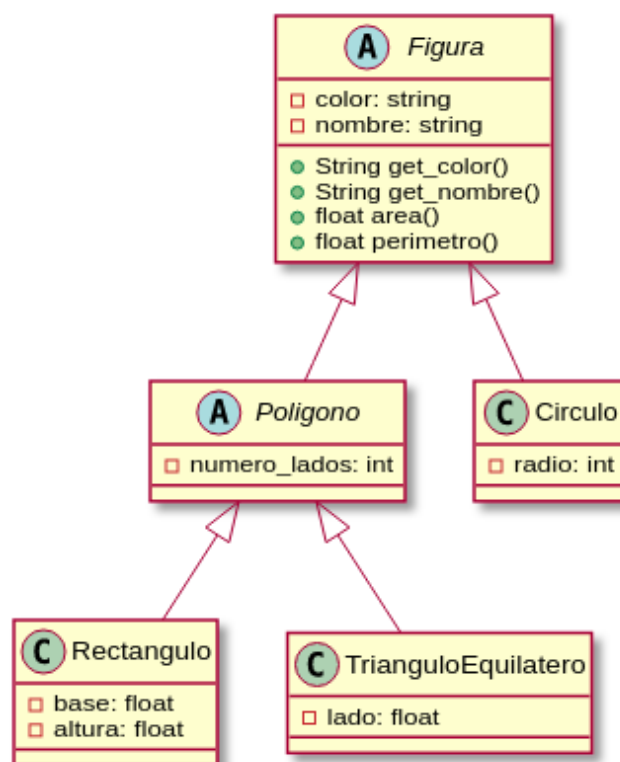 A Figura
color: string
nombre: string
String get_color()
String get_nombre()
float area()
float perimetro()
A Poligono
numero_lados: int
C Circulo
radio: int
C Rectangulo
base: float
altura: float
C TrianguloEquilatero
lado: float